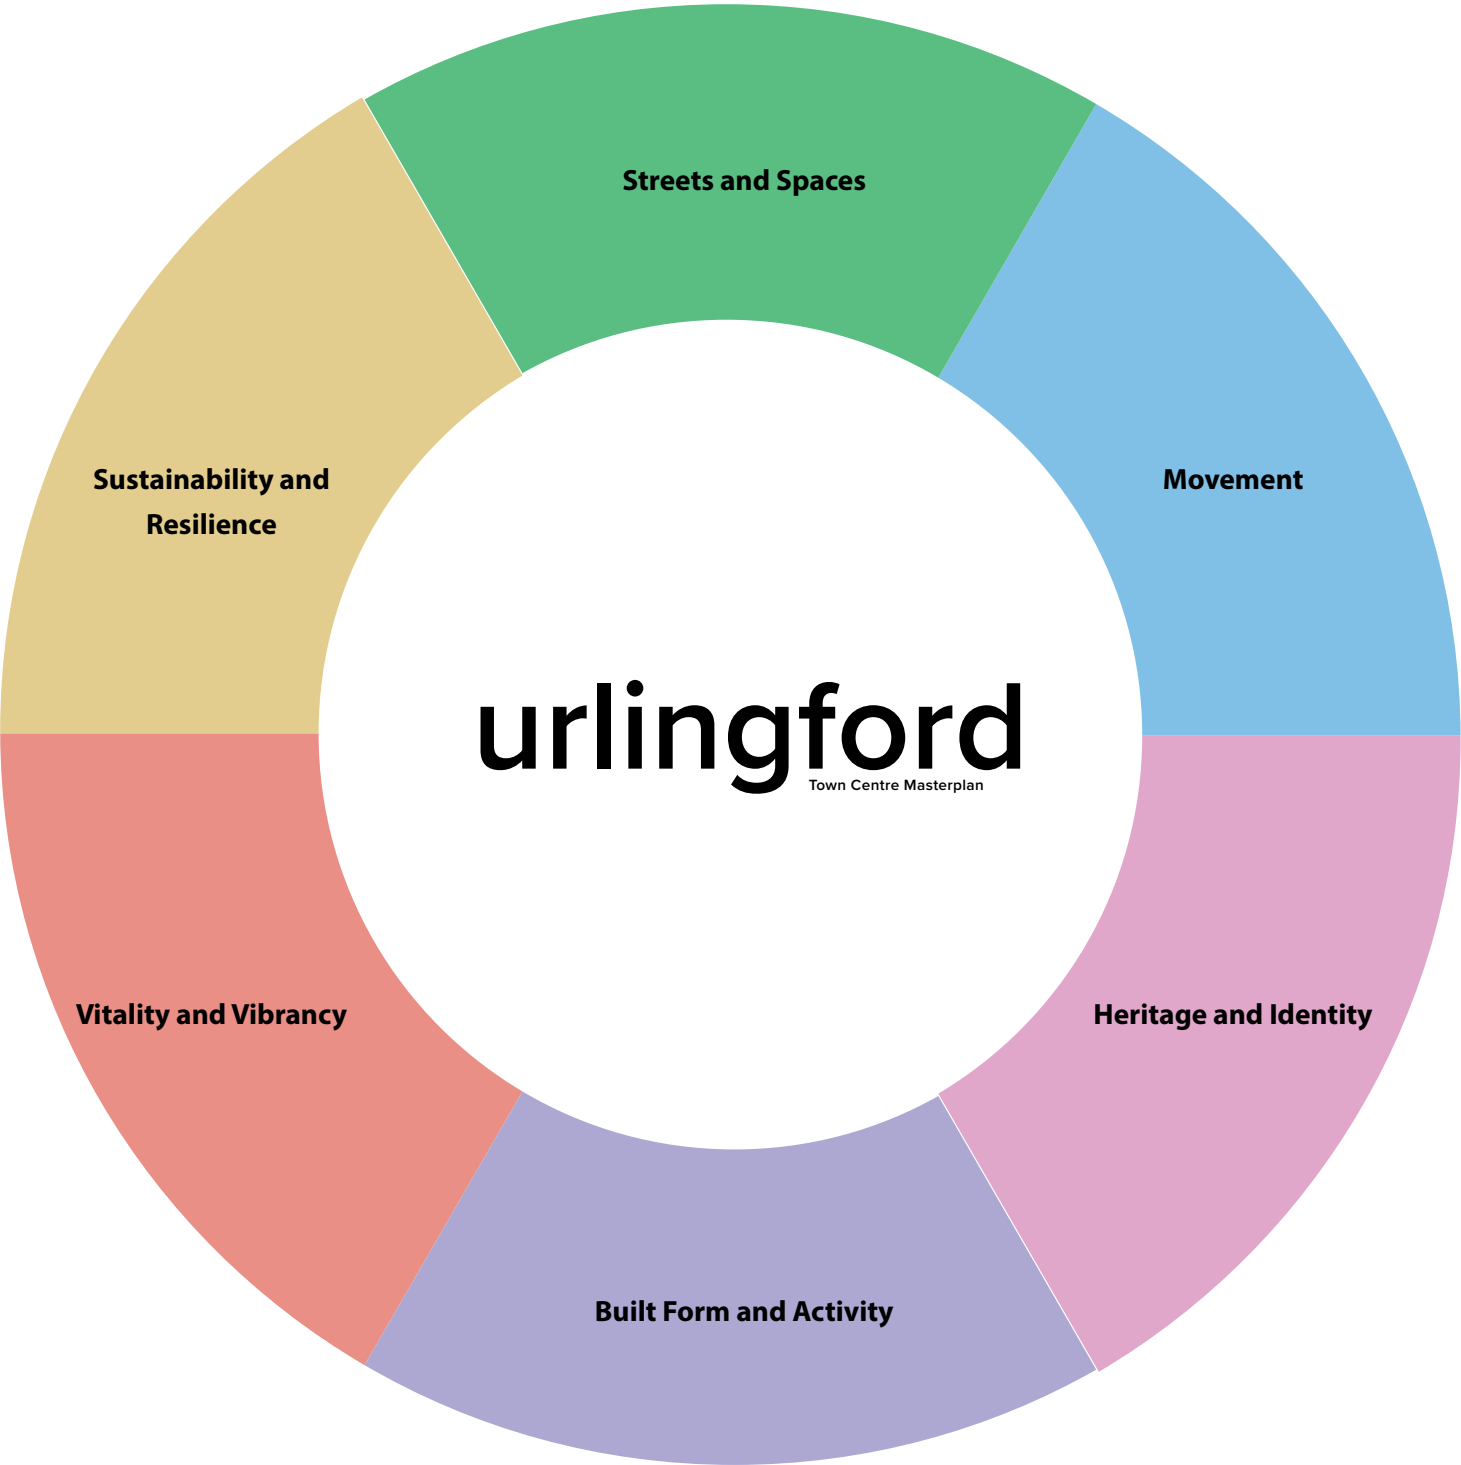 Streets and Spaces
Sustainability and
Resilience
Movement
urlingford
Town Centre Masterplan
Vitality and Vibrancy
Heritage and Identity
Built Form and Activity